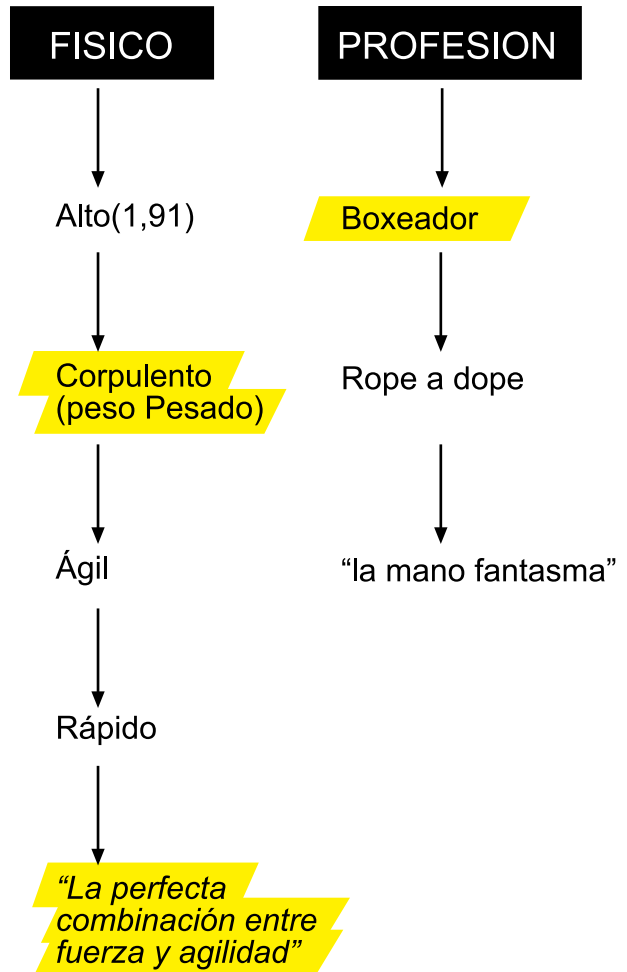 FISICO
Alto(1,91)
Corpulento
(peso Pesado)
Ágil
Rápido
“La perfecta
combinación entre
fuerza y agilidad”
PROFESION
Boxeador
Rope a dope
“la mano fantasma”